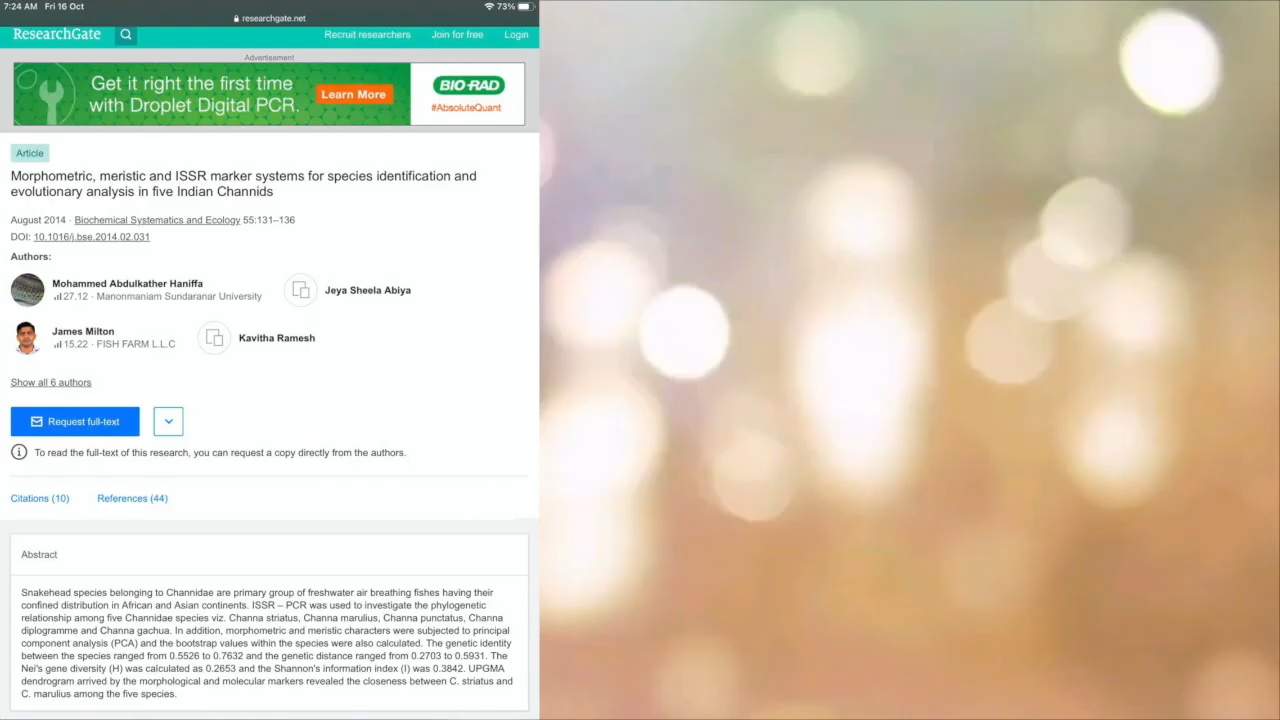 7:24 AM Fri 16 Oct
73%
researchgate.net
ResearchGate
Recruit researchers Join for free Login
Advertisement
Get it right the first time
with Droplet Digital PCR.
Learn More
BIO-RAD
#AbsoluteQuant
Article
Morphometric, meristic and ISSR marker systems for species identification and
evolutionary analysis in five Indian Channids
August 2014 · Biochemical Systematics and Ecology 55:131–136
DOI: 10.1016/j.bse.2014.02.031
Authors:
Mohammed Abdulkather Haniffa
27.12 · Manonmaniam Sundaranar University
Jeya Sheela Abiya
James Milton
15.22 · FISH FARM L.L.C
Kavitha Ramesh
Show all 6 authors
Request full-text
To read the full-text of this research, you can request a copy directly from the authors.
Citations (10) References (44)
Abstract
Snakehead species belonging to Channidae are primary group of freshwater air breathing fishes having their
confined distribution in African and Asian continents. ISSR – PCR was used to investigate the phylogenetic
relationship among five Channidae species viz. Channa striatus, Channa marulius, Channa punctatus, Channa
diplogramme and Channa gachua. In addition, morphometric and meristic characters were subjected to principal
component analysis (PCA) and the bootstrap values within the species were also calculated. The genetic identity
between the species ranged from 0.5526 to 0.7632 and the genetic distance ranged from 0.2703 to 0.5931. The
Nei's gene diversity (H) was calculated as 0.2653 and the Shannon's information index (I) was 0.3842. UPGMA
dendrogram arrived by the morphological and molecular markers revealed the closeness between C. striatus and
C. marulius among the five species.